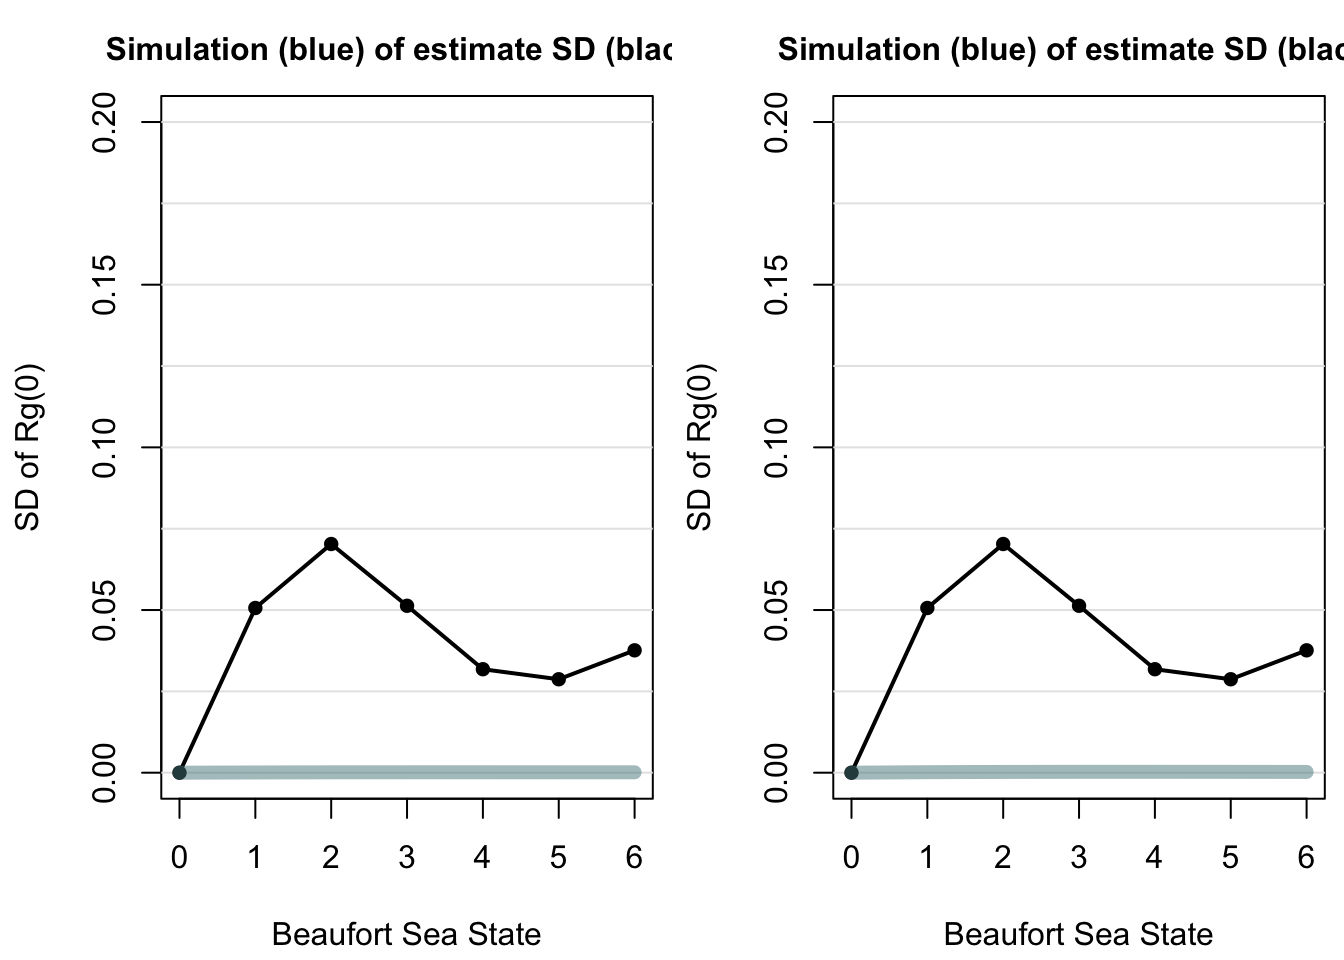 Simulation (blue) of estimate SD (blac
SD of Rg(0)
0.20
0.15
0.10
0.05
0.00
0 1 2 3 4 5 6
Beaufort Sea State
Simulation (blue) of estimate SD (blac
SD of Rg(0)
0.20
0.15
0.10
0.05
0.00
0 1 2 3 4 5 6
Beaufort Sea State